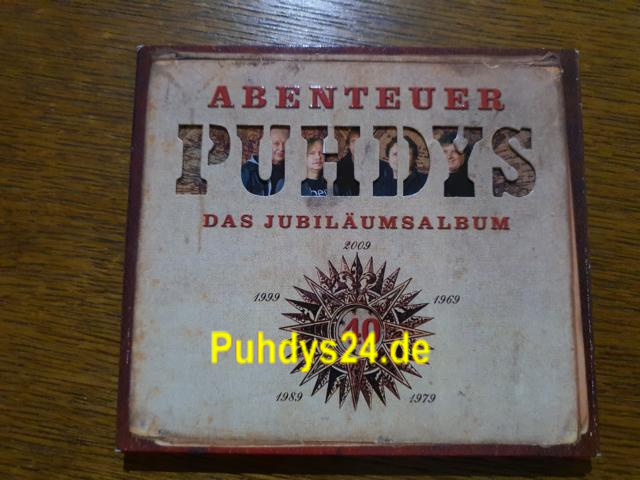 ABENTEUER
PUHDYS
DAS JUBILÄUMSALBUM
2009
1999
1969
40
Puhdys24.de
1989
1979